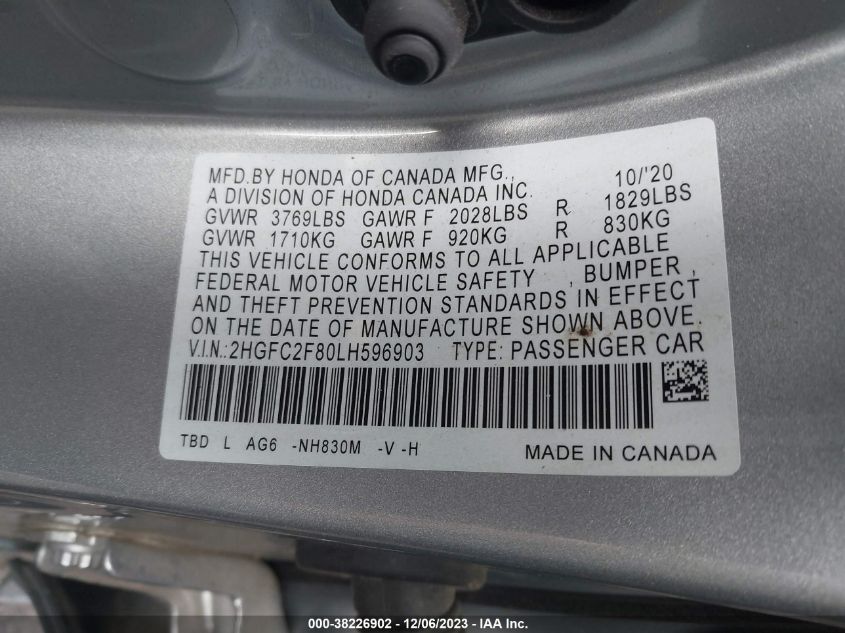 MFD.BY HONDA OF CANADA MFG., 10/'20
A DIVISION OF HONDA CANADA INC.
GVWR 3769LBS GAWR F 2028LBS R 1829LBS
GVWR 1710KG GAWR F 920KG R 830KG
THIS VEHICLE CONFORMS TO ALL APPLICABLE
FEDERAL MOTOR VEHICLE SAFETY , BUMPER ,
AND THEFT PREVENTION STANDARDS IN EFFECT
ON THE DATE OF MANUFACTURE SHOWN ABOVE.
V.I.N.:2HGFC2F80LH596903 TYPE: PASSENGER CAR
TBD L AG6 -NH830M -V -H MADE IN CANADA
000-38226902 - 12/06/2023 - IAA Inc.